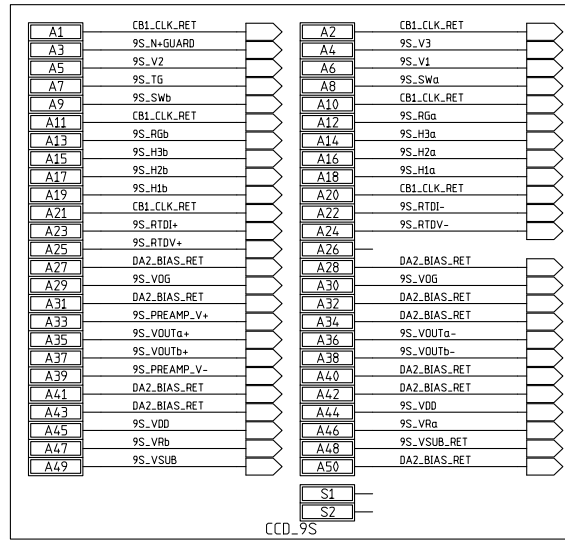 A1 CB1_CLK_RET A2 CB1_CLK_RET
A3 9S_N+GUARD A4 9S_V3
A5 9S_V2 A6 9S_V1
A7 9S_TG A8 9S_SWa
A9 9S_SWb A10 CB1_CLK_RET
A11 CB1_CLK_RET A12 9S_RGa
A13 9S_RGb A14 9S_H3a
A15 9S_H3b A16 9S_H2a
A17 9S_H2b A18 9S_H1a
A19 9S_H1b A20 CB1_CLK_RET
A21 CB1_CLK_RET A22 9S_RTDI-
A23 9S_RTDI+ A24 9S_RTDV-
A25 9S_RTDV+ A26
A27 DA2_BIAS_RET A28 DA2_BIAS_RET
A29 9S_VOG A30 9S_VOG
A31 DA2_BIAS_RET A32 DA2_BIAS_RET
A33 9S_PREAMP_V+ A34 DA2_BIAS_RET
A35 9S_VOUTa+ A36 9S_VOUTa-
A37 9S_VOUTb+ A38 9S_VOUTb-
A39 9S_PREAMP_V- A40 DA2_BIAS_RET
A41 DA2_BIAS_RET A42 DA2_BIAS_RET
A43 DA2_BIAS_RET A44 9S_VDD
A45 9S_VDD A46 9S_VRa
A47 9S_VRb A48 9S_VSUB_RET
A49 9S_VSUB A50 DA2_BIAS_RET
S1
S2
CCD_9S